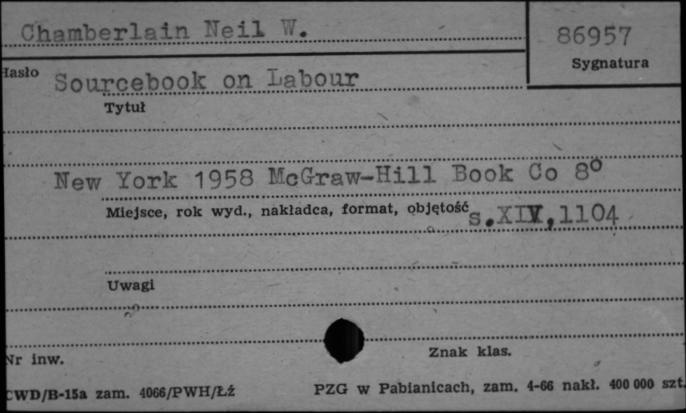 Chamberlain Neil W.
86957
Sygnatura
Hasło
Sourcebook on Labour
Tytuł
New York 1958 McGraw-Hill Book Co 8°
Miejsce, rok wyd., nakładca, format, objętość
s.XIV,1104
Uwagi
Nr inw.
Znak klas.
CWD/B-15a zam. 4066/PWH/Łź
PZG w Pabianicach, zam. 4-66 nakł. 400 000 szt.